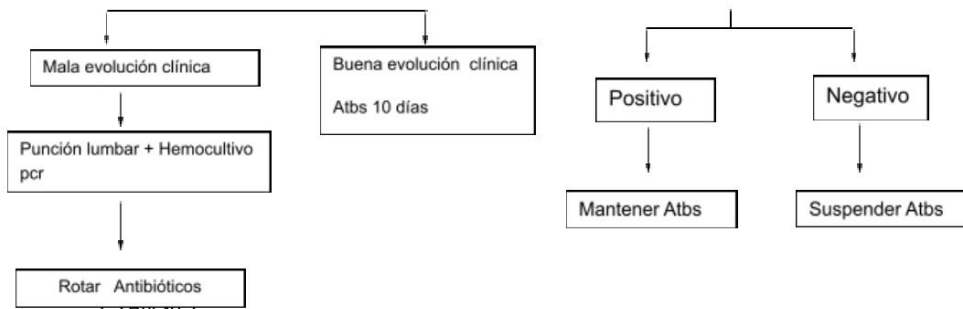 Mala evolución clínica
Buena evolución clínica
Atbs 10 días
Punción lumbar + Hemocultivo
pcr
Rotar Antibióticos
Positivo
Negativo
Mantener Atbs
Suspender Atbs